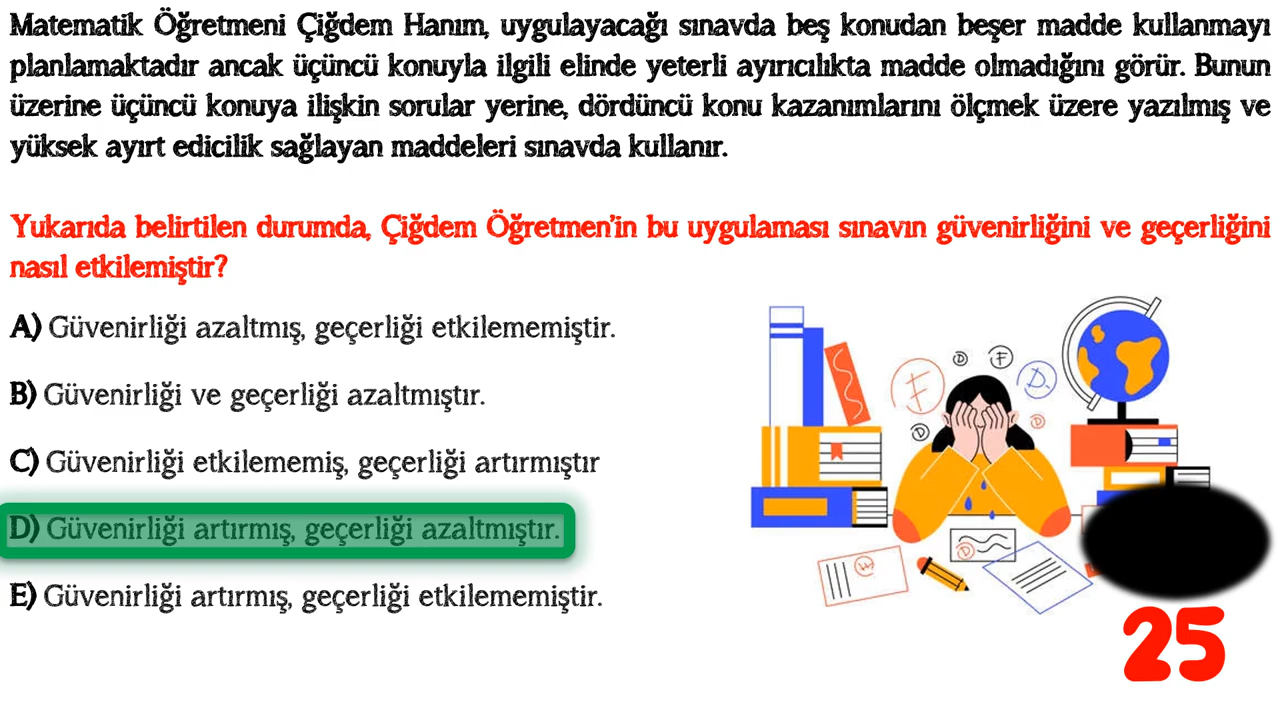 Matematik Öğretmeni Çiğdem Hanım, uygulayacağı sınavda beş konudan beşer madde kullanmayı
planlamaktadır ancak üçüncü konuyla ilgili elinde yeterli ayırıcılıkta madde olmadığını görür. Bunun
üzerine üçüncü konuya ilişkin sorular yerine, dördüncü konu kazanımlarını ölçmek üzere yazılmış ve
yüksek ayırt edicilik sağlayan maddeleri sınavda kullanır.
Yukarıda belirtilen durumda, Çiğdem Öğretmen'in bu uygulaması sınavın güvenirliğini ve geçerliğini
nasıl etkilemiştir?
A) Güvenirliği azaltmış, geçerliği etkilememiştir.
B) Güvenirliği ve geçerliği azaltmıştır.
C) Güvenirliği etkilememiş, geçerliği artırmıştır
D) Güvenirliği artırmış, geçerliği azaltmıştır.
E) Güvenirliği artırmış, geçerliği etkilememiştir.
D F
F D
D D
D
25